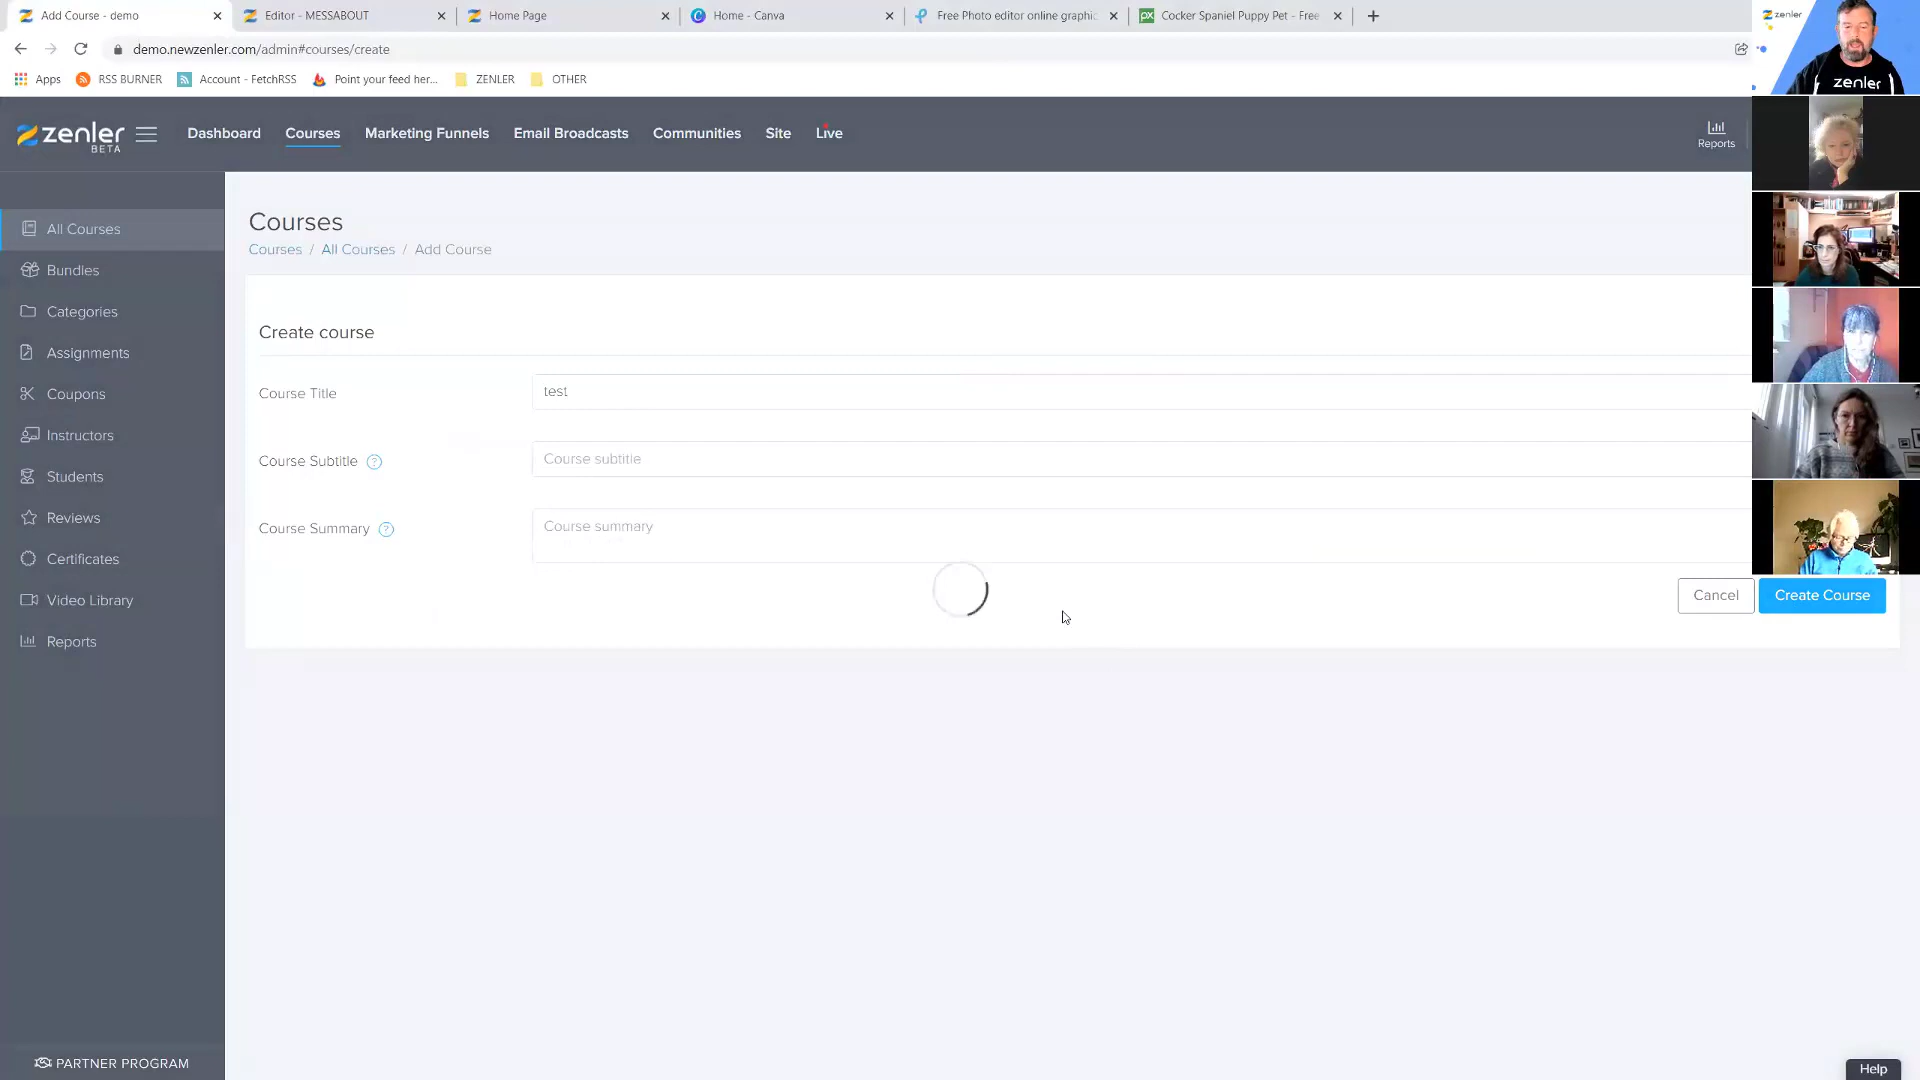 Add Course - demo
Editor - MESSABOUT
Home Page
Home - Canva
Free Photo editor online graphic
Cocker Spaniel Puppy Pet - Free
demo.newzenler.com/admin#courses/create
Apps
RSS BURNER
Account - FetchRSS
Point your feed her...
ZENLER
OTHER
zenler
BETA
Dashboard
Courses
Marketing Funnels
Email Broadcasts
Communities
Site
Live
Reports
zenler
zenler
All Courses
Bundles
Categories
Assignments
Coupons
Instructors
Students
Reviews
Certificates
Video Library
Reports
PARTNER PROGRAM
Courses
Courses / All Courses / Add Course
Create course
Course Title
test
Course Subtitle ?
Course subtitle
Course Summary ?
Course summary
Cancel
Create Course
Help